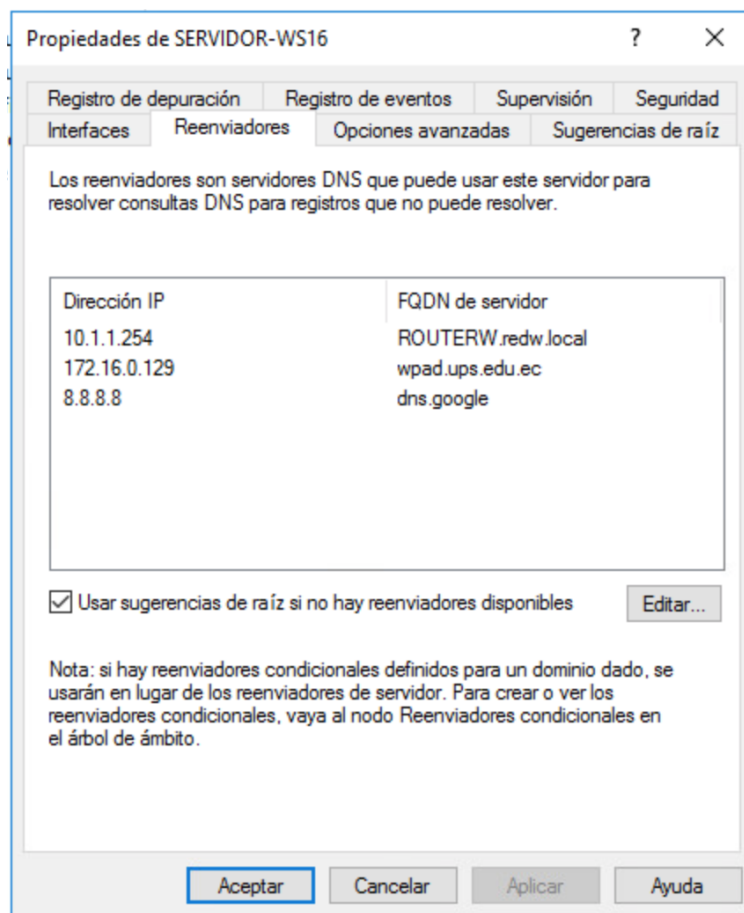 Propiedades de SERVIDOR-WS16
?
Registro de depuración
Registro de eventos
Supervisión
Seguridad
Interfaces
Reenviadores
Opciones avanzadas
Sugerencias de raíz
Los reenviadores son servidores DNS que puede usar este servidor para
resolver consultas DNS para registros que no puede resolver.
Dirección IP
FQDN de servidor
10.1.1.254
ROUTERW.redw.local
172.16.0.129
wpad.ups.edu.ec
8.8.8.8
dns.google
Usar sugerencias de raíz si no hay reenviadores disponibles
Editar...
Nota: si hay reenviadores condicionales definidos para un dominio dado, se
usarán en lugar de los reenviadores de servidor. Para crear o ver los
reenviadores condicionales, vaya al nodo Reenviadores condicionales en
el árbol de ámbito.
Aceptar
Cancelar
Aplicar
Ayuda